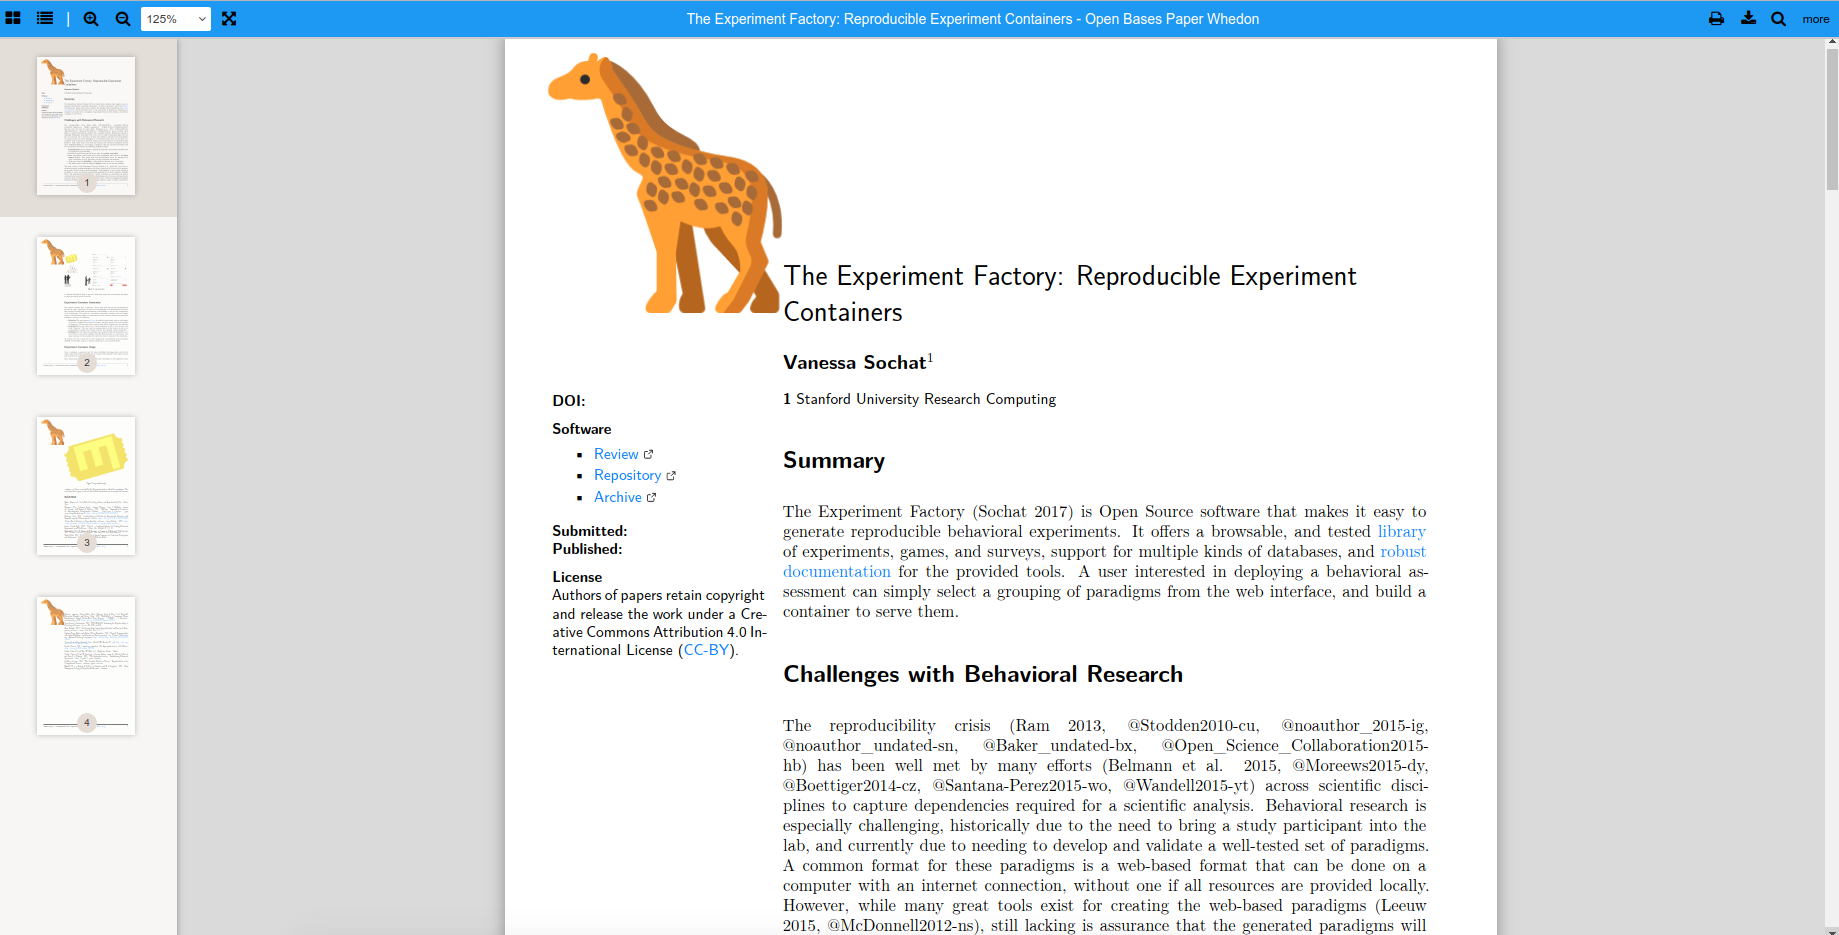 125%
The Experiment Factory: Reproducible Experiment Containers - Open Bases Paper Whedon
more
1
2
3
4
The Experiment Factory: Reproducible Experiment
Containers
Vanessa Sochat1
1 Stanford University Research Computing
DOI:
Software
Review
Repository
Archive
Submitted:
Published:
License
Authors of papers retain copyright
and release the work under a Cre-
ative Commons Attribution 4.0 In-
ternational License (CC-BY).
Summary
The Experiment Factory (Sochat 2017) is Open Source software that makes it easy to
generate reproducible behavioral experiments. It offers a browsable, and tested library
of experiments, games, and surveys, support for multiple kinds of databases, and robust
documentation for the provided tools. A user interested in deploying a behavioral as-
sessment can simply select a grouping of paradigms from the web interface, and build a
container to serve them.
Challenges with Behavioral Research
The reproducibility crisis (Ram 2013, @Stodden2010-cu, @noauthor_2015-ig,
@noauthor_undated-sn, @Baker_undated-bx, @Open_Science_Collaboration2015-
hb) has been well met by many efforts (Belmann et al. 2015, @Moreews2015-dy,
@Boettiger2014-cz, @Santana-Perez2015-wo, @Wandell2015-yt) across scientific disci-
plines to capture dependencies required for a scientific analysis. Behavioral research is
especially challenging, historically due to the need to bring a study participant into the
lab, and currently due to needing to develop and validate a well-tested set of paradigms.
A common format for these paradigms is a web-based format that can be done on a
computer with an internet connection, without one if all resources are provided locally.
However, while many great tools exist for creating the web-based paradigms (Leeuw
2015, @McDonnell2012-ns), still lacking is assurance that the generated paradigms will